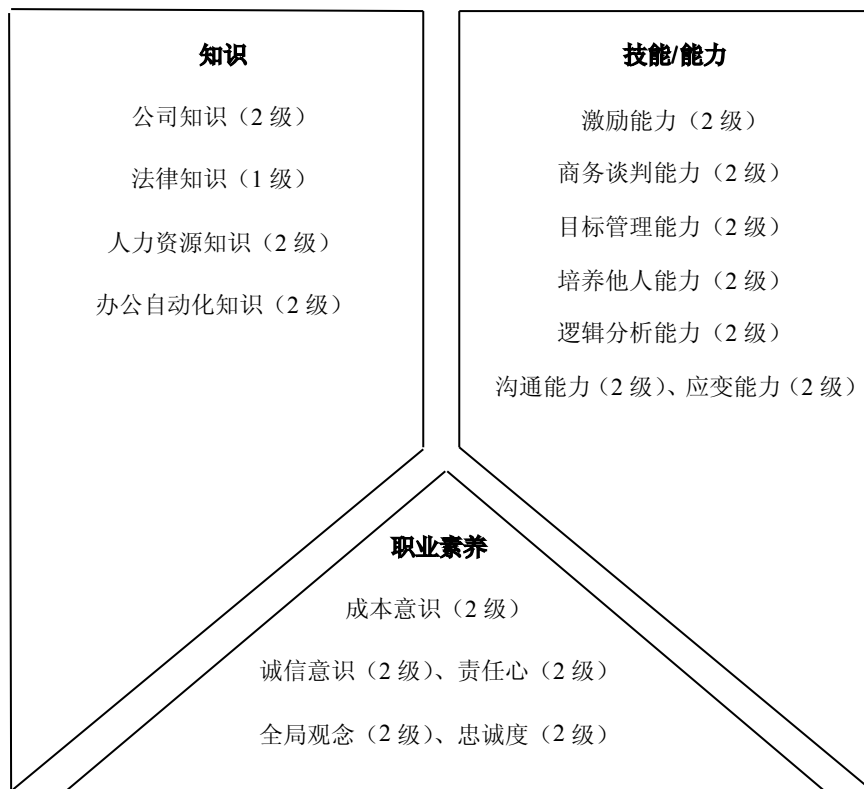 知识
公司知识（2 级）
法律知识（1 级）
人力资源知识（2 级）
办公自动化知识（2 级）
技能/能力
激励能力（2 级）
商务谈判能力（2 级）
目标管理能力（2 级）
培养他人能力（2 级）
逻辑分析能力（2 级）
沟通能力（2 级）、应变能力（2 级）
职业素养
成本意识（2 级）
诚信意识（2 级）、责任心（2 级）
全局观念（2 级）、忠诚度（2 级）